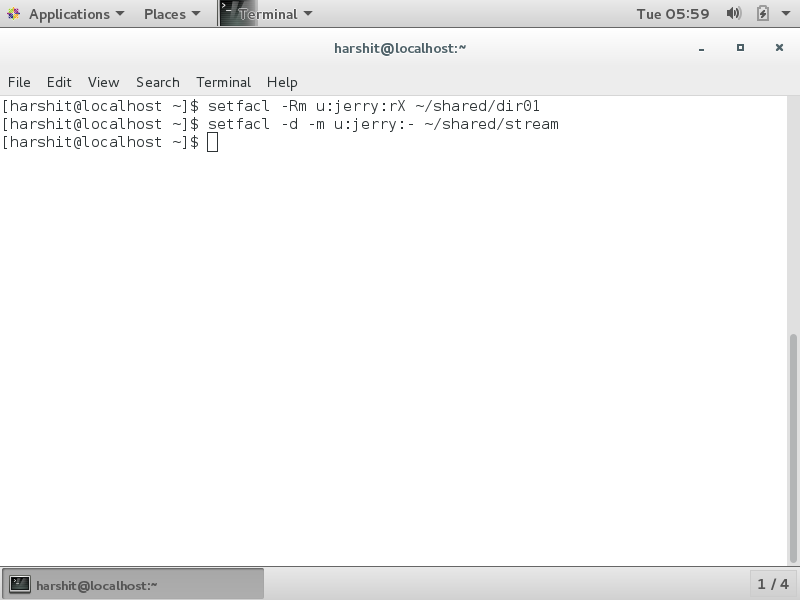 Applications Places Terminal Tue 05:59
harshit@localhost:~
File Edit View Search Terminal Help
[harshit@localhost ~]$ setfacl -Rm u:jerry:rX ~/shared/dir01
[harshit@localhost ~]$ setfacl -d -m u:jerry:- ~/shared/stream
[harshit@localhost ~]$
harshit@localhost:~ 1 / 4